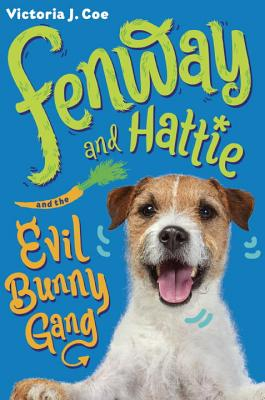 Victoria J. Coe
Fenway
and Hattie
and the
Evil
Bunny
Gang